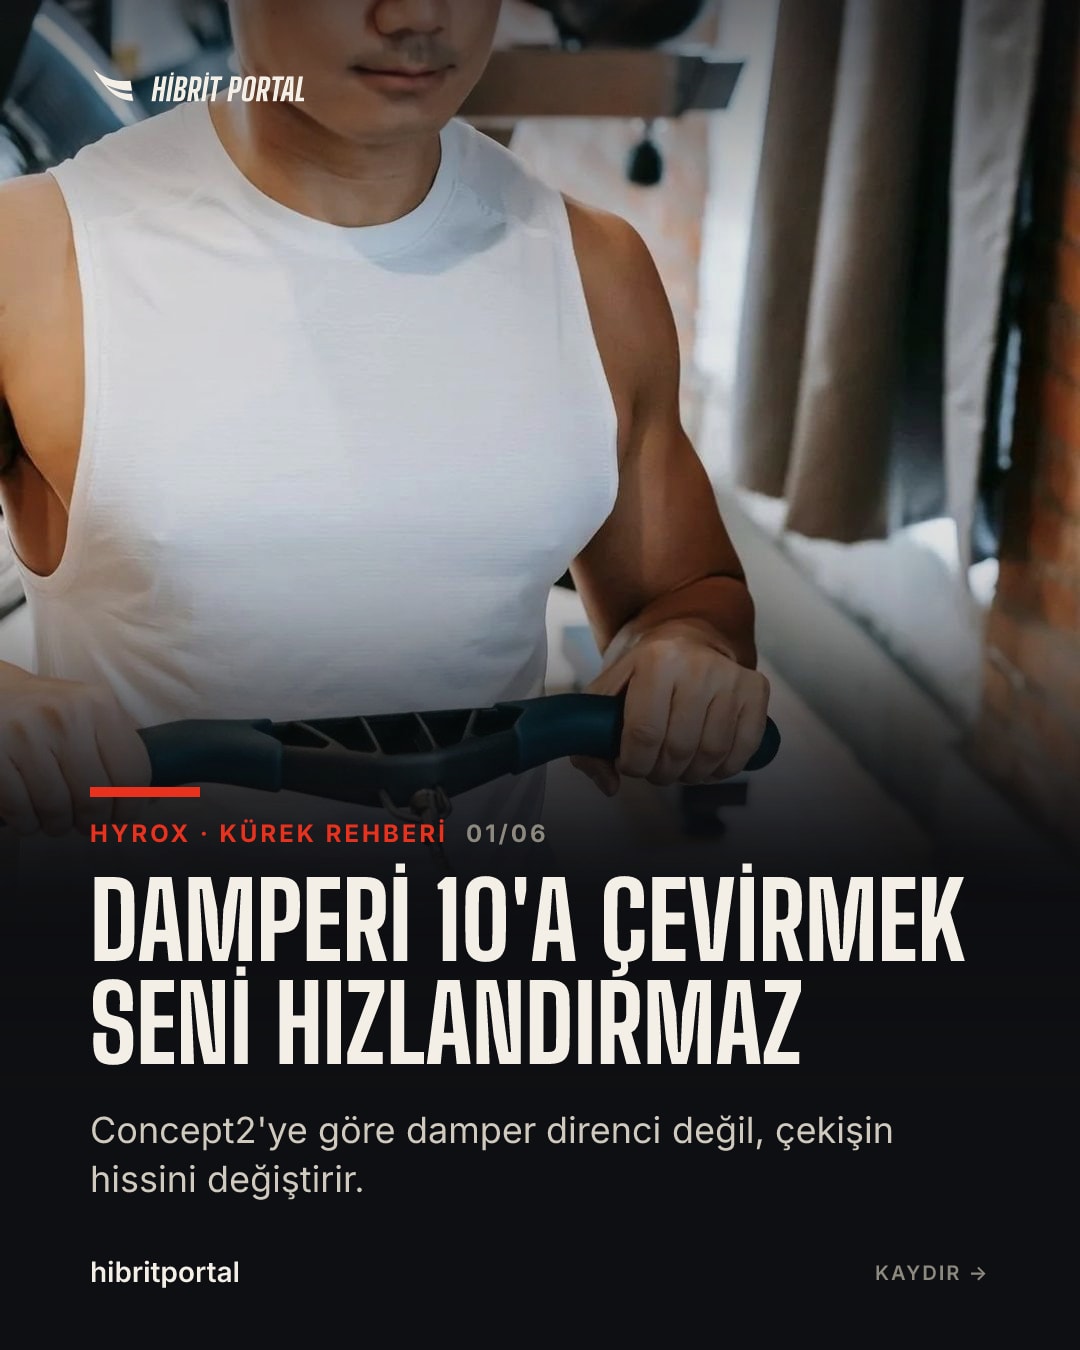 HİBRİT PORTAL
HYROX · KÜREK REHBERİ 01/06
DAMPERİ 10'A ÇEVİRMEK
SENİ HIZLANDIRMAZ
Concept2'ye göre damper direnci değil, çekişin
hissini değiştirir.
hibritportal
KAYDIR →